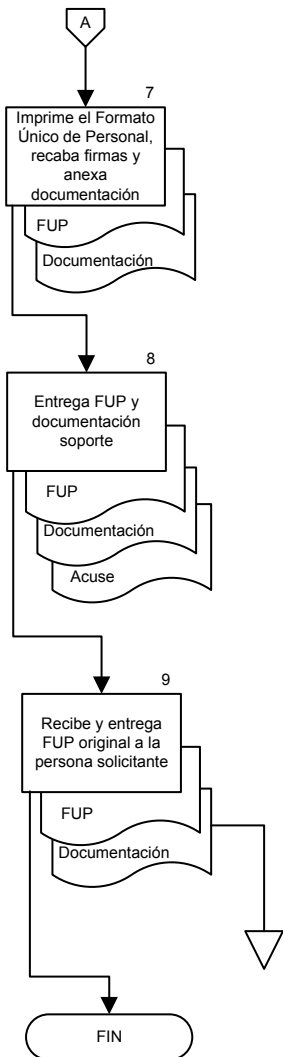 A
7
Imprime el Formato
Único de Personal,
recaba firmas y
anexa
documentación
FUP
Documentación
8
Entrega FUP y
documentación
soporte
FUP
Documentación
Acuse
9
Recibe y entrega
FUP original a la
persona solicitante
FUP
Documentación
FIN